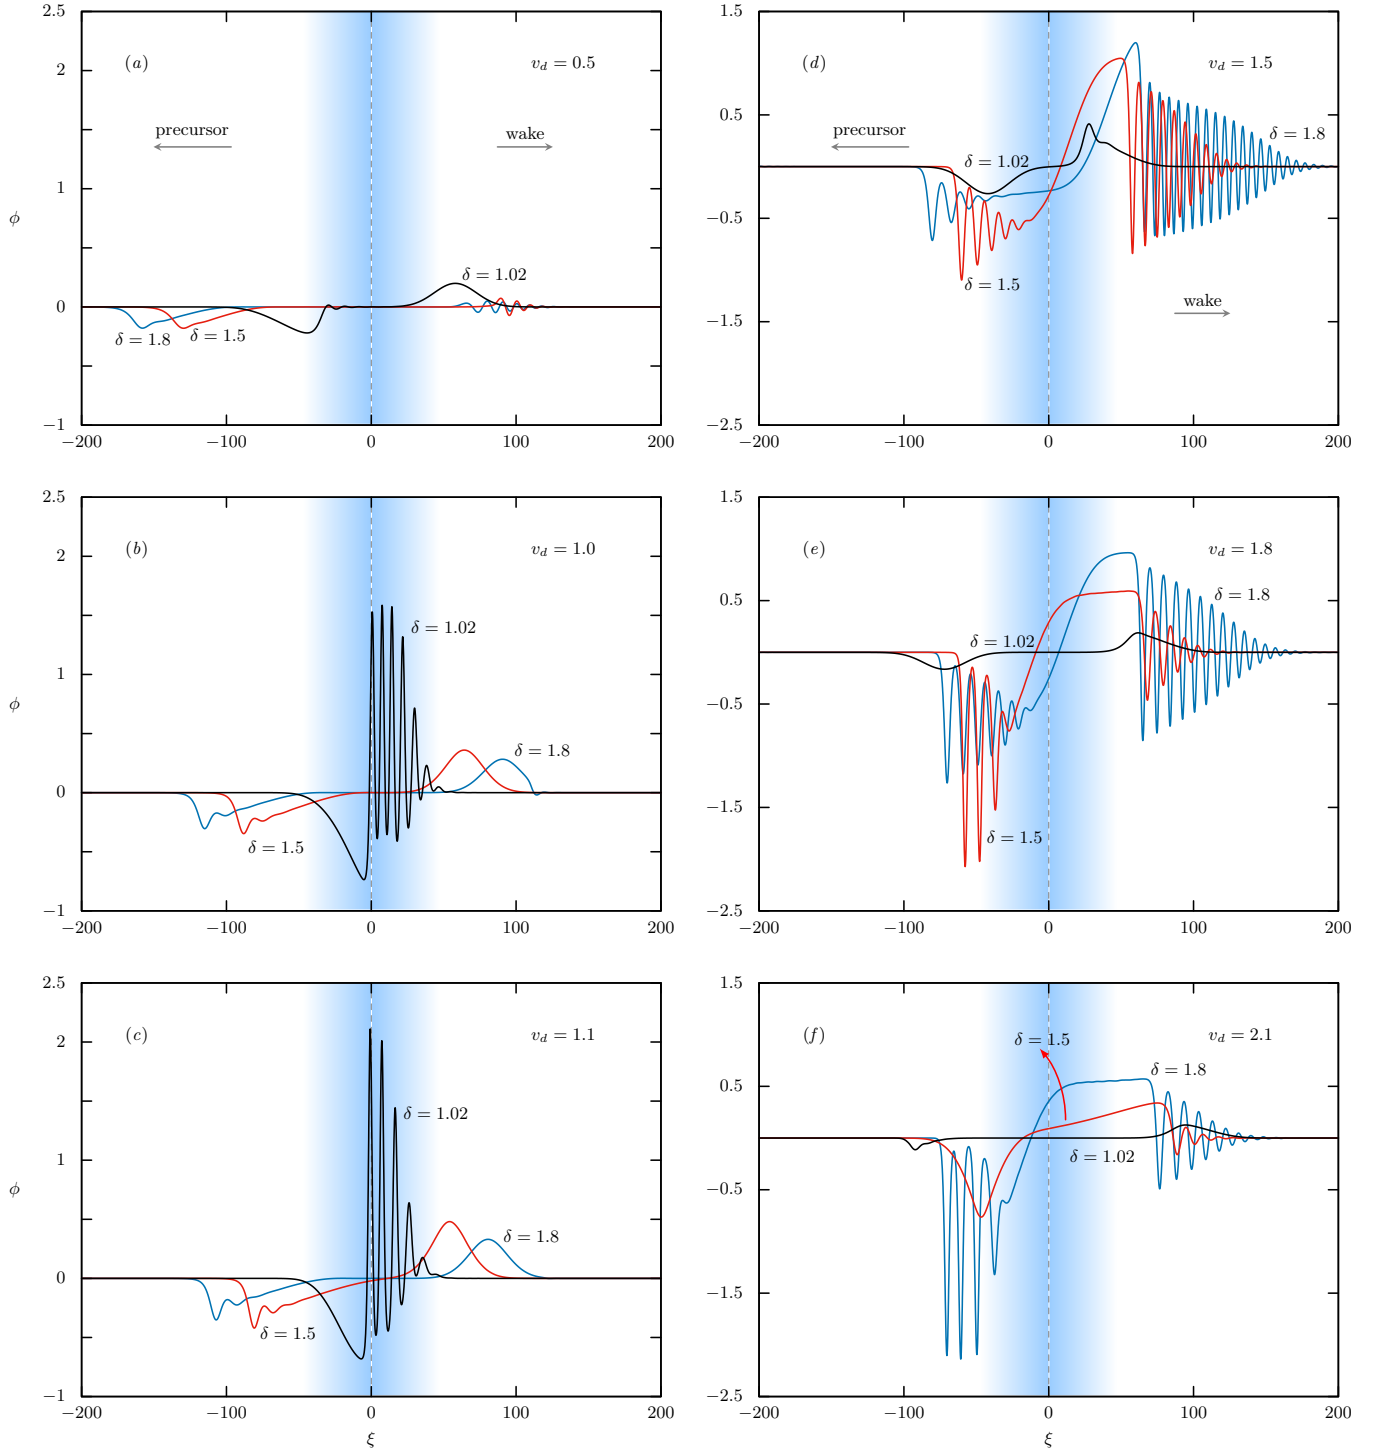 2.5
2
1
0
−1
ϕ
(a)
v_d = 0.5
precursor
wake
δ = 1.02
δ = 1.8
δ = 1.5
−200
−100
0
100
200
1.5
0.5
−0.5
−1.5
−2.5
(d)
v_d = 1.5
precursor
δ = 1.02
δ = 1.8
δ = 1.5
wake
−200
−100
0
100
200
2.5
2
1
0
−1
ϕ
(b)
v_d = 1.0
δ = 1.02
δ = 1.8
δ = 1.5
−200
−100
0
100
200
1.5
0.5
−0.5
−1.5
−2.5
(e)
v_d = 1.8
δ = 1.8
δ = 1.02
δ = 1.5
−200
−100
0
100
200
2.5
2
1
0
−1
ϕ
(c)
v_d = 1.1
δ = 1.02
δ = 1.8
δ = 1.5
−200
−100
0
100
200
ξ
1.5
0.5
−0.5
−1.5
−2.5
(f)
v_d = 2.1
δ = 1.5
δ = 1.8
δ = 1.02
−200
−100
0
100
200
ξ